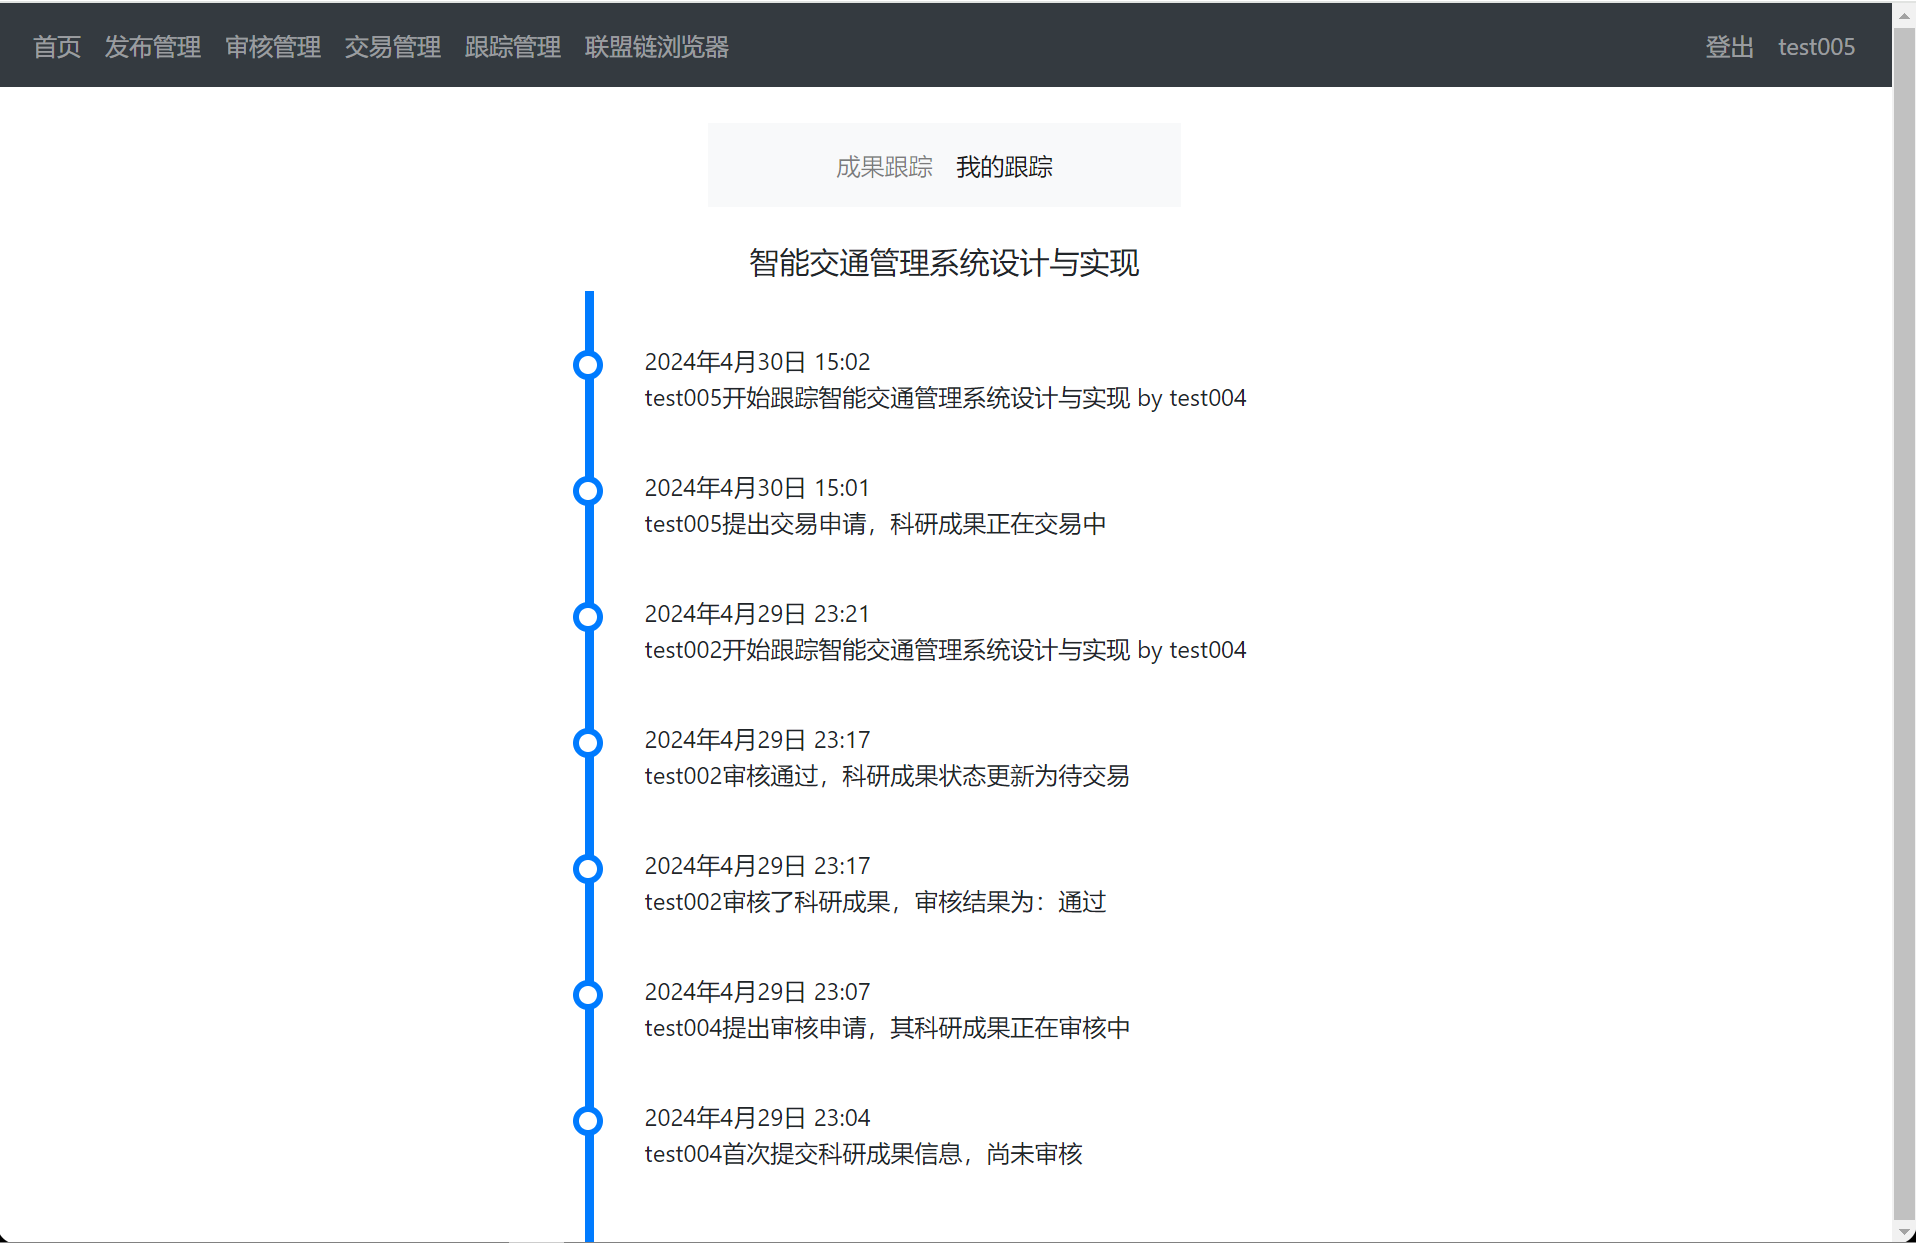 首页 发布管理 审核管理 交易管理 跟踪管理 联盟链浏览器 登出 test005
成果跟踪 我的跟踪
智能交通管理系统设计与实现
2024年4月30日 15:02
test005开始跟踪智能交通管理系统设计与实现 by test004
2024年4月30日 15:01
test005提出交易申请，科研成果正在交易中
2024年4月29日 23:21
test002开始跟踪智能交通管理系统设计与实现 by test004
2024年4月29日 23:17
test002审核通过，科研成果状态更新为待交易
2024年4月29日 23:17
test002审核了科研成果，审核结果为：通过
2024年4月29日 23:07
test004提出审核申请，其科研成果正在审核中
2024年4月29日 23:04
test004首次提交科研成果信息，尚未审核